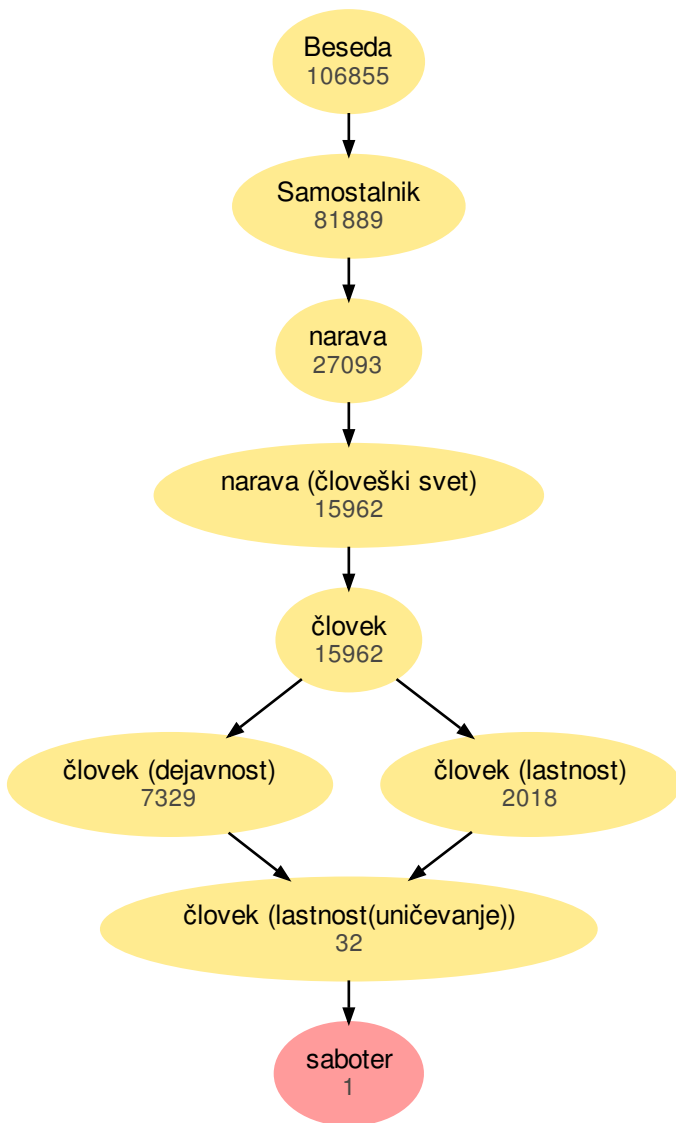 Beseda
106855
Samostalnik
81889
narava
27093
narava (človeški svet)
15962
človek
15962
človek (dejavnost)
7329
človek (lastnost)
2018
človek (lastnost(uničevanje))
32
saboter
1